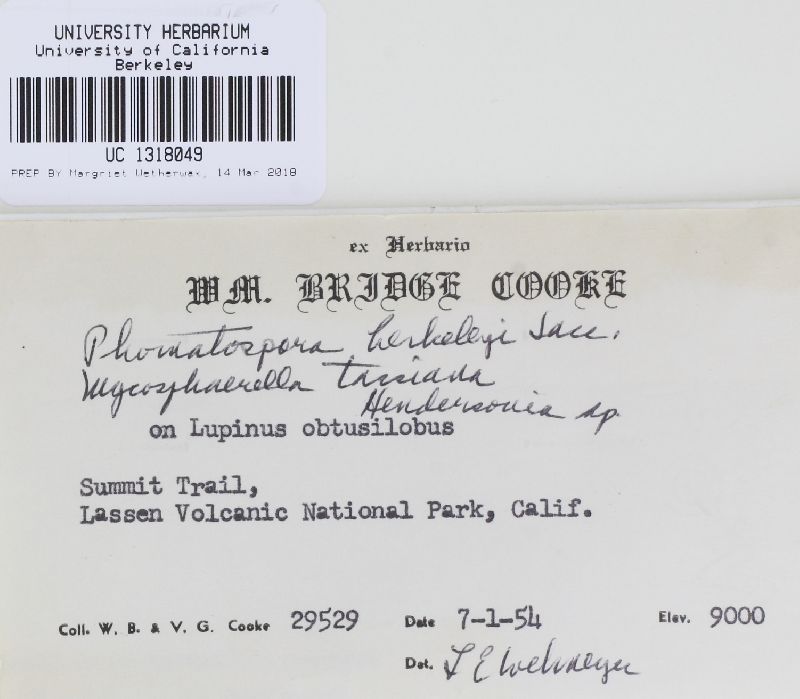 UNIVERSITY HERBARIUM
University of California
Berkeley
UC 1318049
PREP BY Margriet Wetherwax, 14 Mar 2018
ex Herbario
WM. BRIDGE COOKE
Phomatospora berkeleyi Sacc.
Mycosphaerella tassiana
Hendersonia sp
on Lupinus obtusilobus
Summit Trail,
Lassen Volcanic National Park, Calif.
Coll. W. B. & V. G. Cooke 29529 Date 7-1-54 Elev. 9000
Det. L E Wehmeyer